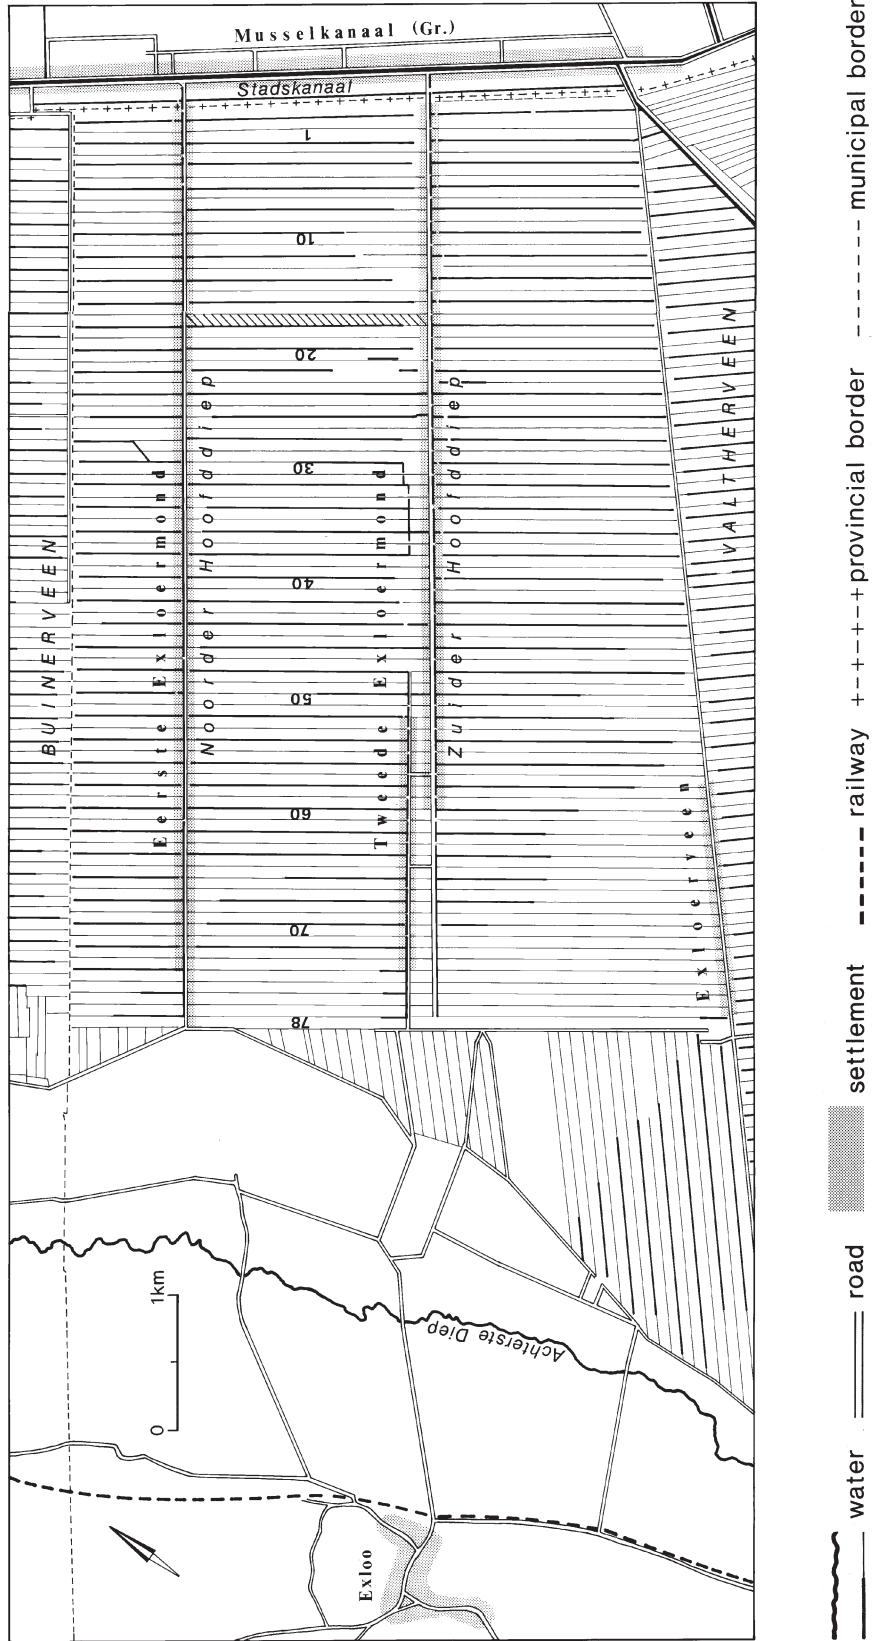 Musselkanaal (Gr.)
Stadskanaal
1
10
20
30
40
50
60
70
78
BUINERVEEN
Eerste Exloermond
Noorder Hoofddiep
Tweede Exloermond
Zuider Hoofddiep
VALTHERVEEN
Exloerveen
Achterste Diep
0 1km
Exloo
water road settlement railway provincial border municipal border